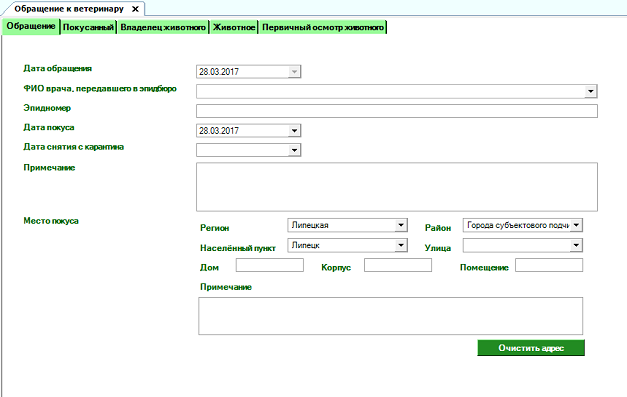 Обращение к ветеринару
Обращение Покусанный Владелец животного Животное Первичный осмотр животного
Дата обращения 28.03.2017
ФИО врача, передавшего в эпидбюро
Эпидномер
Дата покуса 28.03.2017
Дата снятия с карантина
Примечание
Место покуса
Регион Липецкая Район Города субъектового подчи
Населённый пункт Липецк Улица
Дом Корпус Помещение
Примечание
Очистить адрес